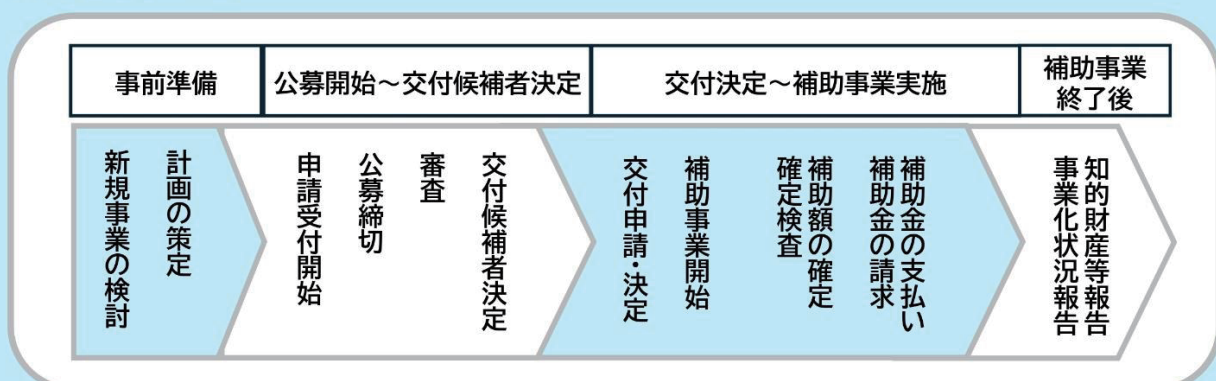 事前準備
公募開始～交付候補者決定
交付決定～補助事業実施
補助事業
終了後
新規事業の検討
計画の策定
申請受付開始
公募締切
審査
交付候補者決定
交付申請・決定
補助事業開始
確定検査
補助額の確定
補助金の請求
補助金の支払い
事業化状況報告
知的財産等報告